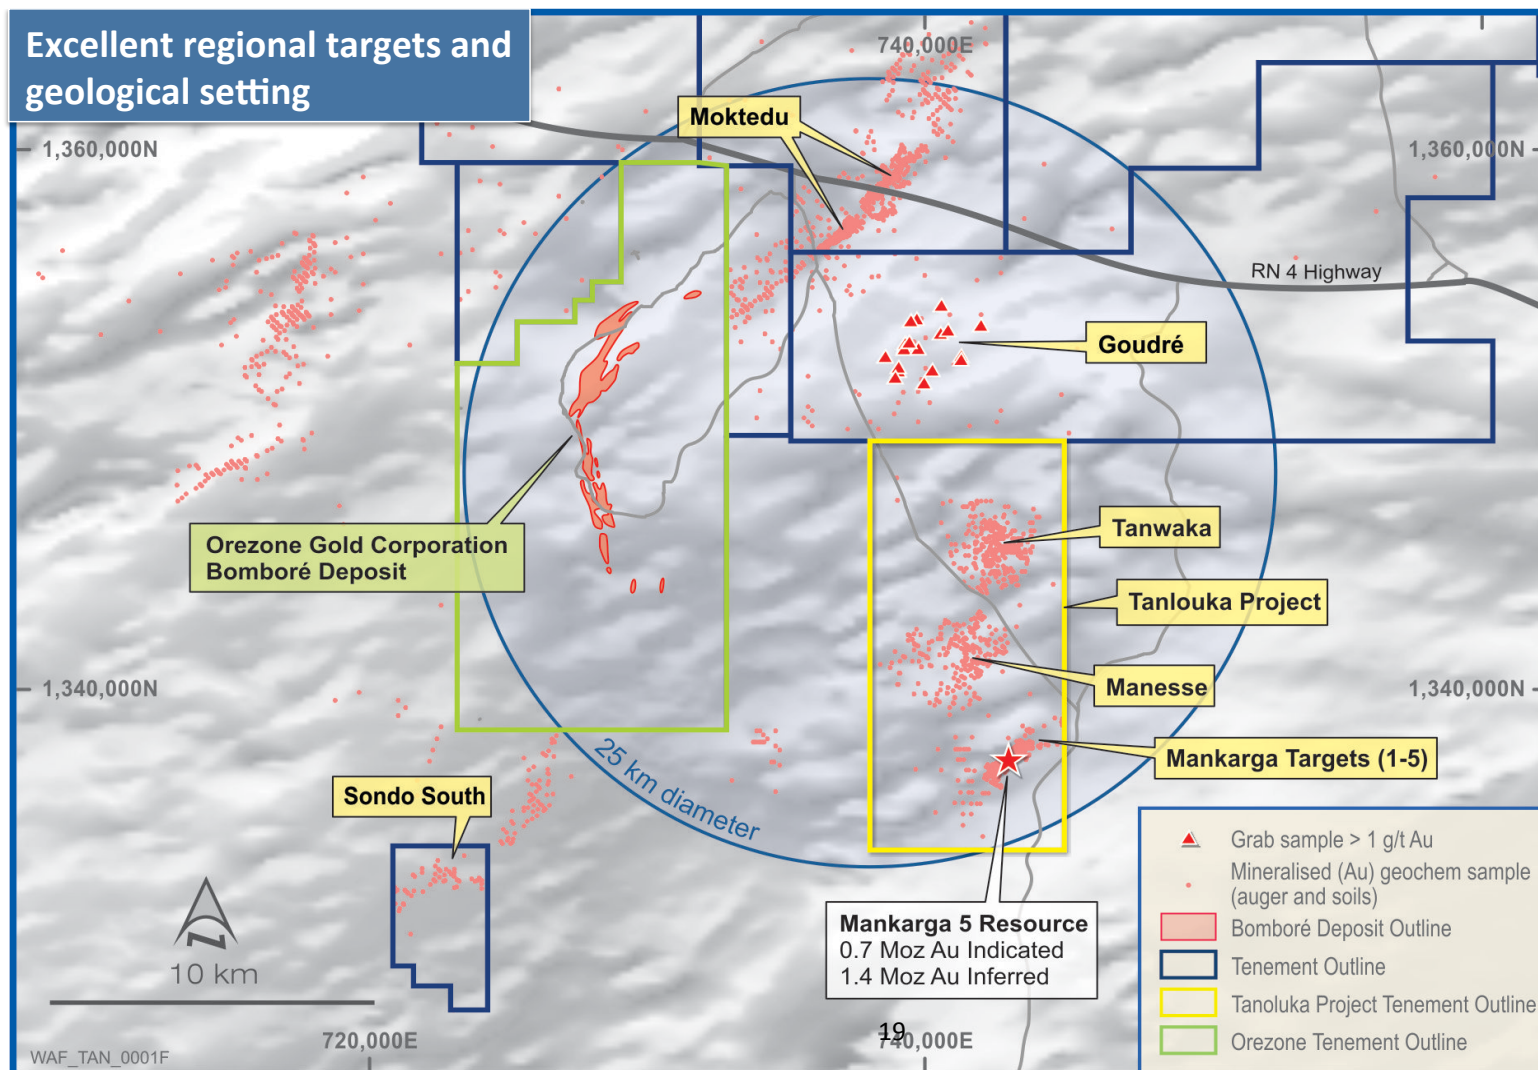 Excellent regional targets and
geological setting
740,000E
Moktedu
1,360,000N
1,360,000N
RN 4 Highway
Goudré
Orezone Gold Corporation
Bomboré Deposit
Tanwaka
Tanlouka Project
Manesse
1,340,000N
1,340,000N
Mankarga Targets (1-5)
25 km diameter
Sondo South
Mankarga 5 Resource
0.7 Moz Au Indicated
1.4 Moz Au Inferred
N
10 km
Grab sample > 1 g/t Au
Mineralised (Au) geochem sample
(auger and soils)
Bomboré Deposit Outline
Tenement Outline
Tanoluka Project Tenement Outline
Orezone Tenement Outline
720,000E
19
740,000E
WAF_TAN_0001F